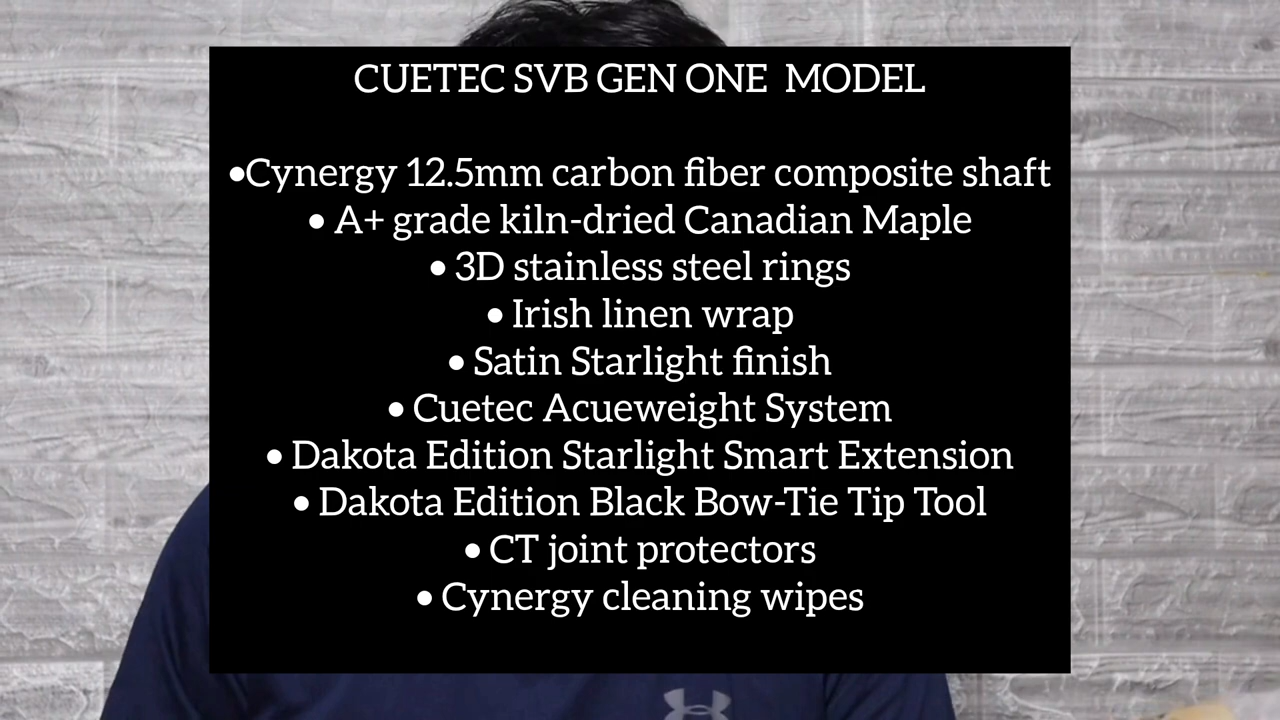 CUETEC SVB GEN ONE MODEL
•Cynergy 12.5mm carbon fiber composite shaft
• A+ grade kiln-dried Canadian Maple
• 3D stainless steel rings
• Irish linen wrap
• Satin Starlight finish
• Cuetec Acueweight System
• Dakota Edition Starlight Smart Extension
• Dakota Edition Black Bow-Tie Tip Tool
• CT joint protectors
• Cynergy cleaning wipes